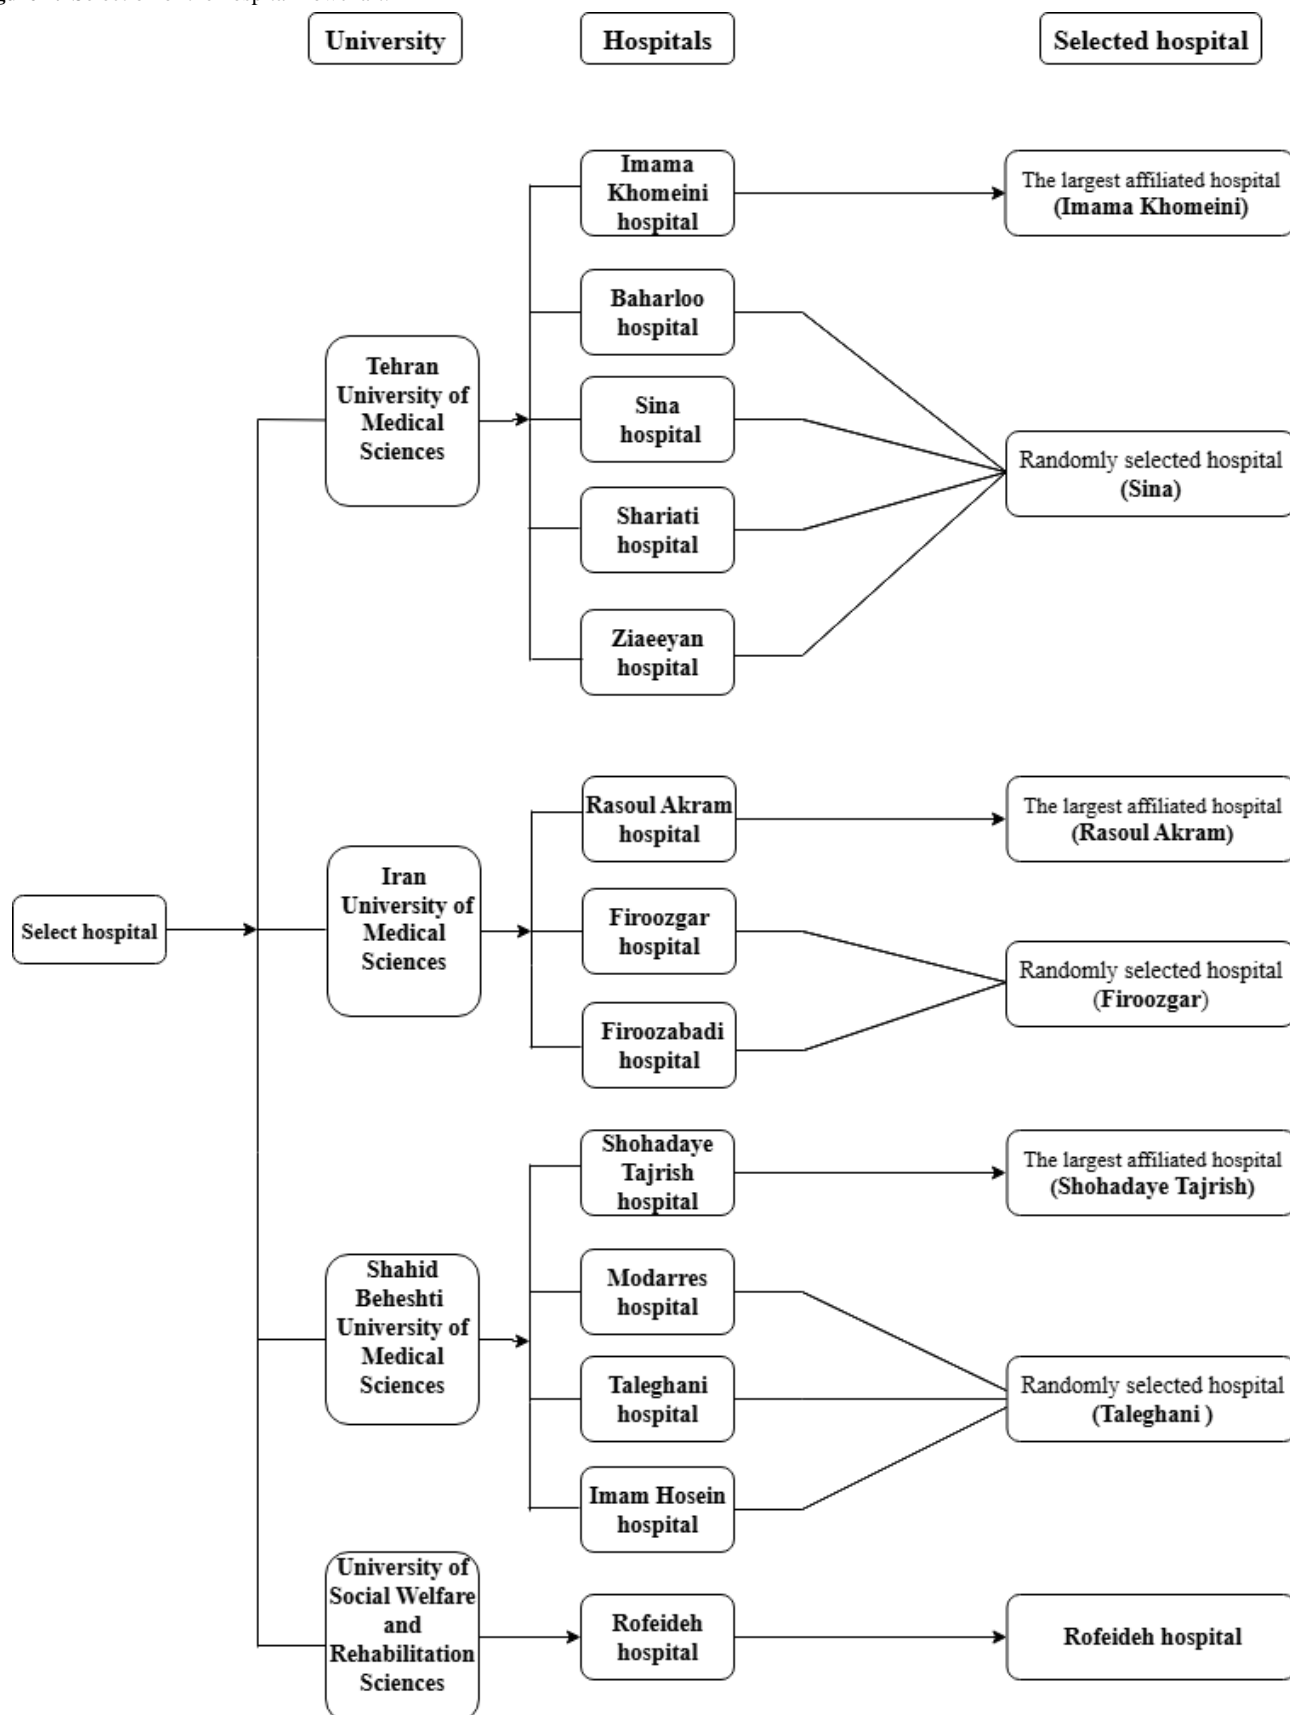 University
Hospitals
Selected hospital
Imama
Khomeini
hospital
The largest affiliated hospital
(Imama Khomeini)
Baharloo
hospital
Tehran
University of
Medical
Sciences
Sina
hospital
Randomly selected hospital
(Sina)
Shariati
hospital
Ziaeeyan
hospital
Rasoul Akram
hospital
The largest affiliated hospital
(Rasoul Akram)
Select hospital
Iran
University of
Medical
Sciences
Firoozgar
hospital
Randomly selected hospital
(Firoozgar)
Firoozabadi
hospital
Shohadaye
Tajrish
hospital
The largest affiliated hospital
(Shohadaye Tajrish)
Shahid
Beheshti
University of
Medical
Sciences
Modarres
hospital
Taleghani
hospital
Randomly selected hospital
(Taleghani )
Imam Hosein
hospital
University of
Social Welfare
and
Rehabilitation
Sciences
Rofeideh
hospital
Rofeideh hospital